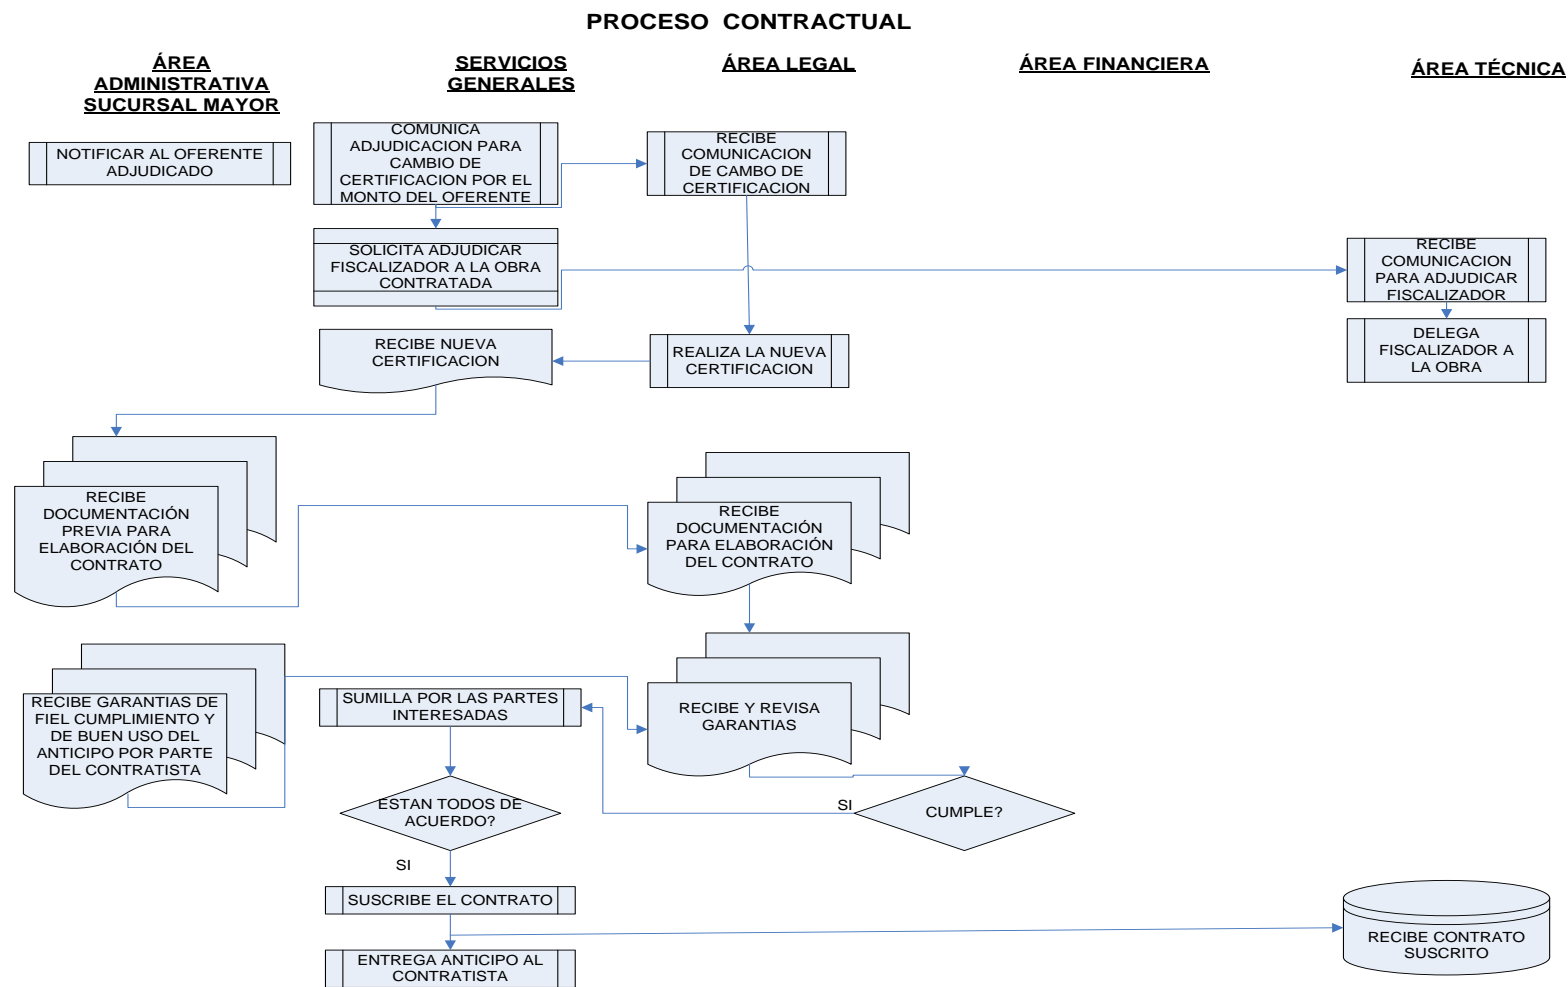 PROCESO CONTRACTUAL
ÁREA
ADMINISTRATIVA
SUCURSAL MAYOR
SERVICIOS
GENERALES
ÁREA LEGAL
ÁREA FINANCIERA
ÁREA TÉCNICA
NOTIFICAR AL OFERENTE
ADJUDICADO
COMUNICA
ADJUDICACION PARA
CAMBIO DE
CERTIFICACION POR EL
MONTO DEL OFERENTE
RECIBE
COMUNICACION
DE CAMBO DE
CERTIFICACION
SOLICITA ADJUDICAR
FISCALIZADOR A LA OBRA
CONTRATADA
RECIBE
COMUNICACION
PARA ADJUDICAR
FISCALIZADOR
RECIBE NUEVA
CERTIFICACION
REALIZA LA NUEVA
CERTIFICACION
DELEGA
FISCALIZADOR A
LA OBRA
RECIBE
DOCUMENTACIÓN
PREVIA PARA
ELABORACIÓN DEL
CONTRATO
RECIBE
DOCUMENTACIÓN
PARA ELABORACIÓN
DEL CONTRATO
RECIBE GARANTIAS DE
FIEL CUMPLIMIENTO Y
DE BUEN USO DEL
ANTICIPO POR PARTE
DEL CONTRATISTA
SUMILLA POR LAS PARTES
INTERESADAS
RECIBE Y REVISA
GARANTIAS
ESTAN TODOS DE
ACUERDO?
SI
CUMPLE?
SI
SUSCRIBE EL CONTRATO
ENTREGA ANTICIPO AL
CONTRATISTA
RECIBE CONTRATO
SUSCRITO